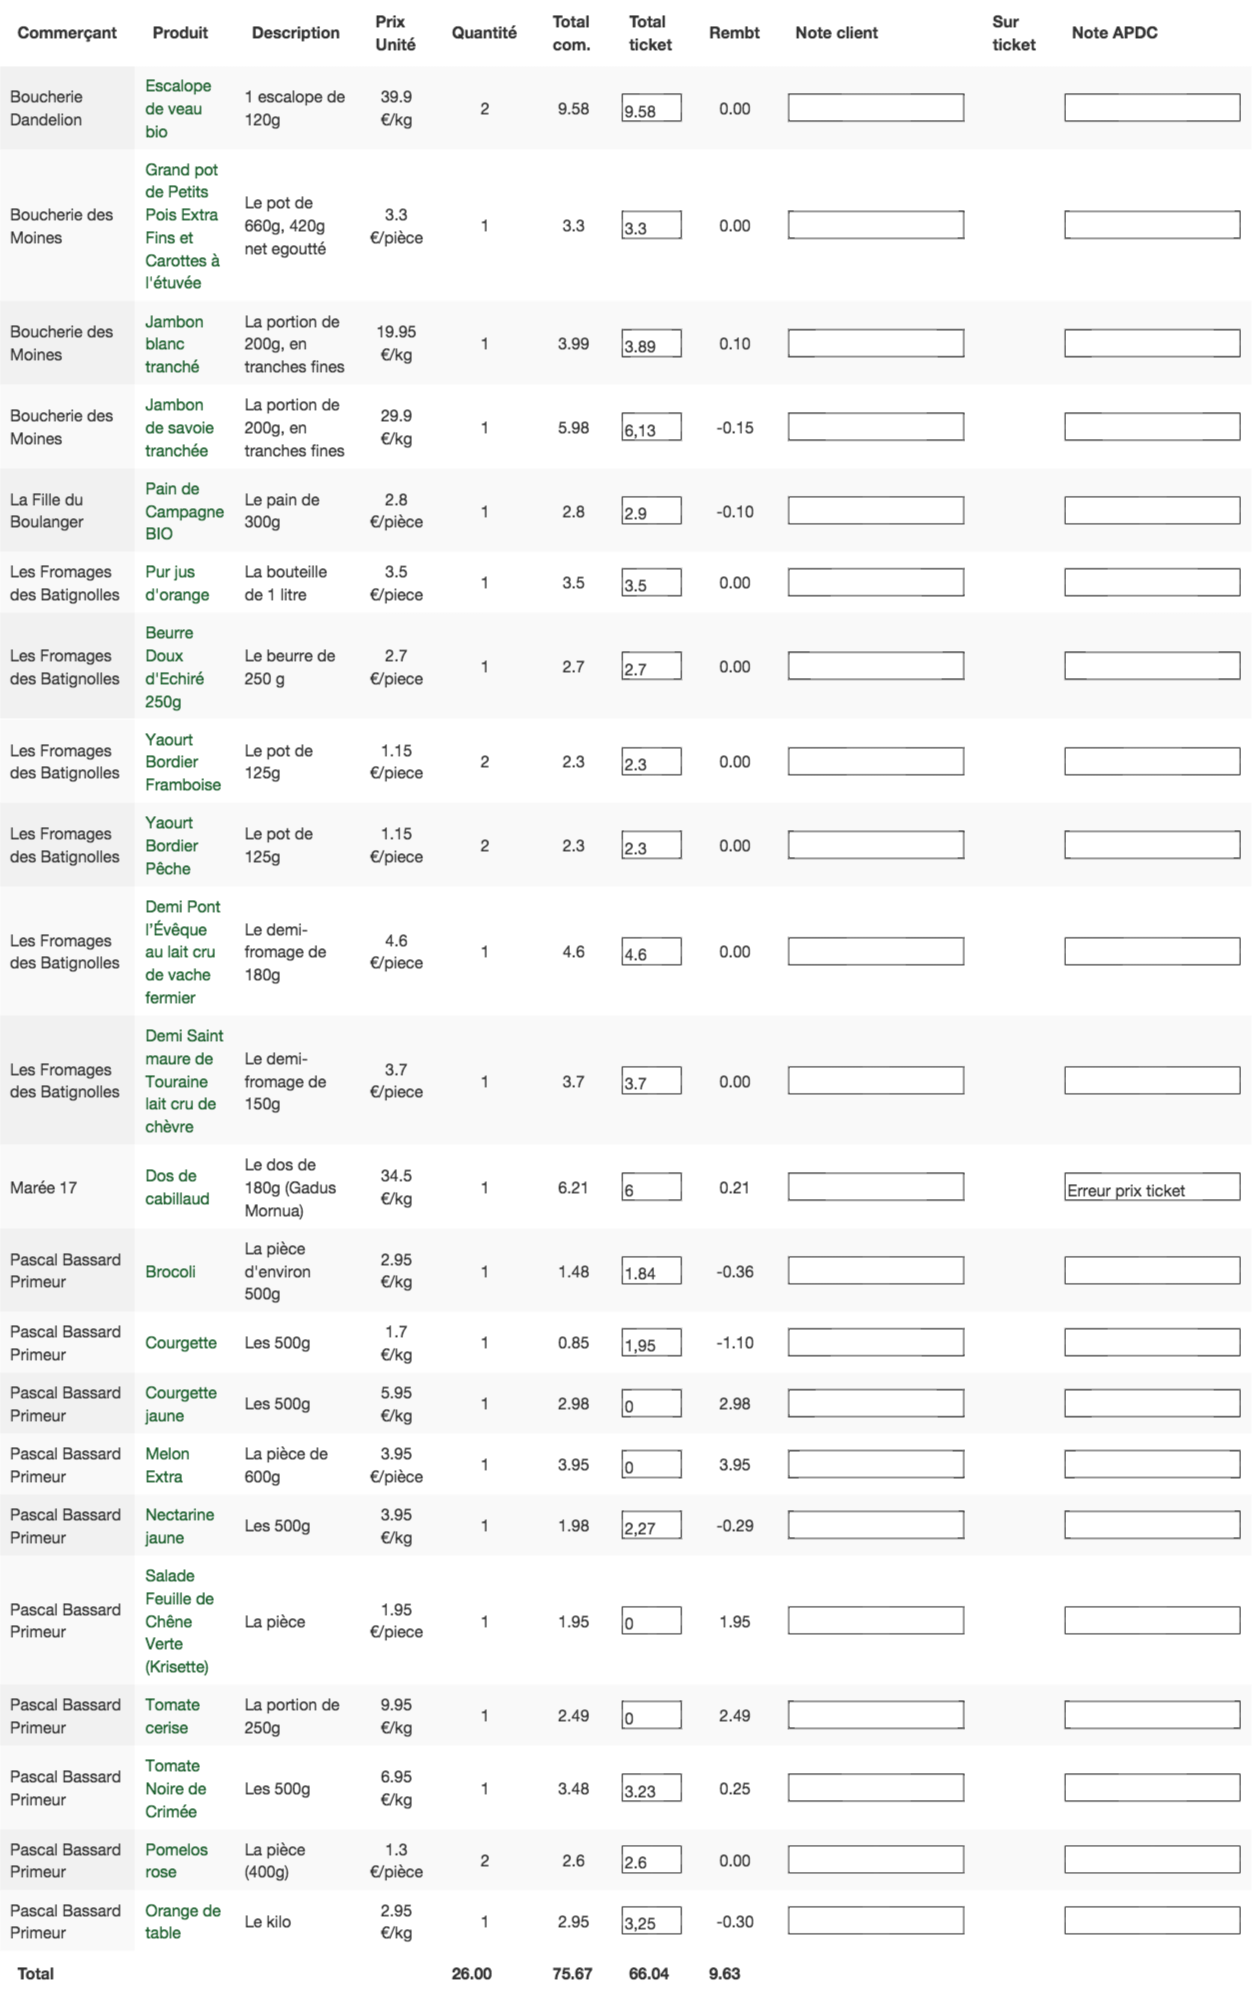 Commerçant Produit Description Prix Unité Quantité Total com. Total ticket Rembt Note client Sur ticket Note APDC
Boucherie Dandelion Escalope de veau bio 1 escalope de 120g 39.9 €/kg 2 9.58 9.58 0.00
Boucherie des Moines Grand pot de Petits Pois Extra Fins et Carottes à l'étuvée Le pot de 660g, 420g net egoutté 3.3 €/pièce 1 3.3 3.3 0.00
Boucherie des Moines Jambon blanc tranché La portion de 200g, en tranches fines 19.95 €/kg 1 3.99 3.89 0.10
Boucherie des Moines Jambon de savoie tranchée La portion de 200g, en tranches fines 29.9 €/kg 1 5.98 6,13 -0.15
La Fille du Boulanger Pain de Campagne BIO Le pain de 300g 2.8 €/pièce 1 2.8 2.9 -0.10
Les Fromages des Batignolles Pur jus d'orange La bouteille de 1 litre 3.5 €/piece 1 3.5 3.5 0.00
Les Fromages des Batignolles Beurre Doux d'Echiré 250g Le beurre de 250 g 2.7 €/piece 1 2.7 2.7 0.00
Les Fromages des Batignolles Yaourt Bordier Framboise Le pot de 125g 1.15 €/piece 2 2.3 2.3 0.00
Les Fromages des Batignolles Yaourt Bordier Pêche Le pot de 125g 1.15 €/piece 2 2.3 2.3 0.00
Les Fromages des Batignolles Demi Pont l'Évêque au lait cru de vache fermier Le demi-fromage de 180g 4.6 €/piece 1 4.6 4.6 0.00
Les Fromages des Batignolles Demi Saint maure de Touraine lait cru de chèvre Le demi-fromage de 150g 3.7 €/piece 1 3.7 3.7 0.00
Marée 17 Dos de cabillaud Le dos de 180g (Gadus Mornua) 34.5 €/kg 1 6.21 6 0.21 Erreur prix ticket
Pascal Bassard Primeur Brocoli La pièce d'environ 500g 2.95 €/kg 1 1.48 1.84 -0.36
Pascal Bassard Primeur Courgette Les 500g 1.7 €/kg 1 0.85 1,95 -1.10
Pascal Bassard Primeur Courgette jaune Les 500g 5.95 €/kg 1 2.98 0 2.98
Pascal Bassard Primeur Melon Extra La pièce de 600g 3.95 €/pièce 1 3.95 0 3.95
Pascal Bassard Primeur Nectarine jaune Les 500g 3.95 €/kg 1 1.98 2,27 -0.29
Pascal Bassard Primeur Salade Feuille de Chêne Verte (Krisette) La pièce 1.95 €/piece 1 1.95 0 1.95
Pascal Bassard Primeur Tomate cerise La portion de 250g 9.95 €/kg 1 2.49 0 2.49
Pascal Bassard Primeur Tomate Noire de Crimée Les 500g 6.95 €/kg 1 3.48 3.23 0.25
Pascal Bassard Primeur Pomelos rose La pièce (400g) 1.3 €/pièce 2 2.6 2.6 0.00
Pascal Bassard Primeur Orange de table Le kilo 2.95 €/kg 1 2.95 3,25 -0.30
Total 26.00 75.67 66.04 9.63